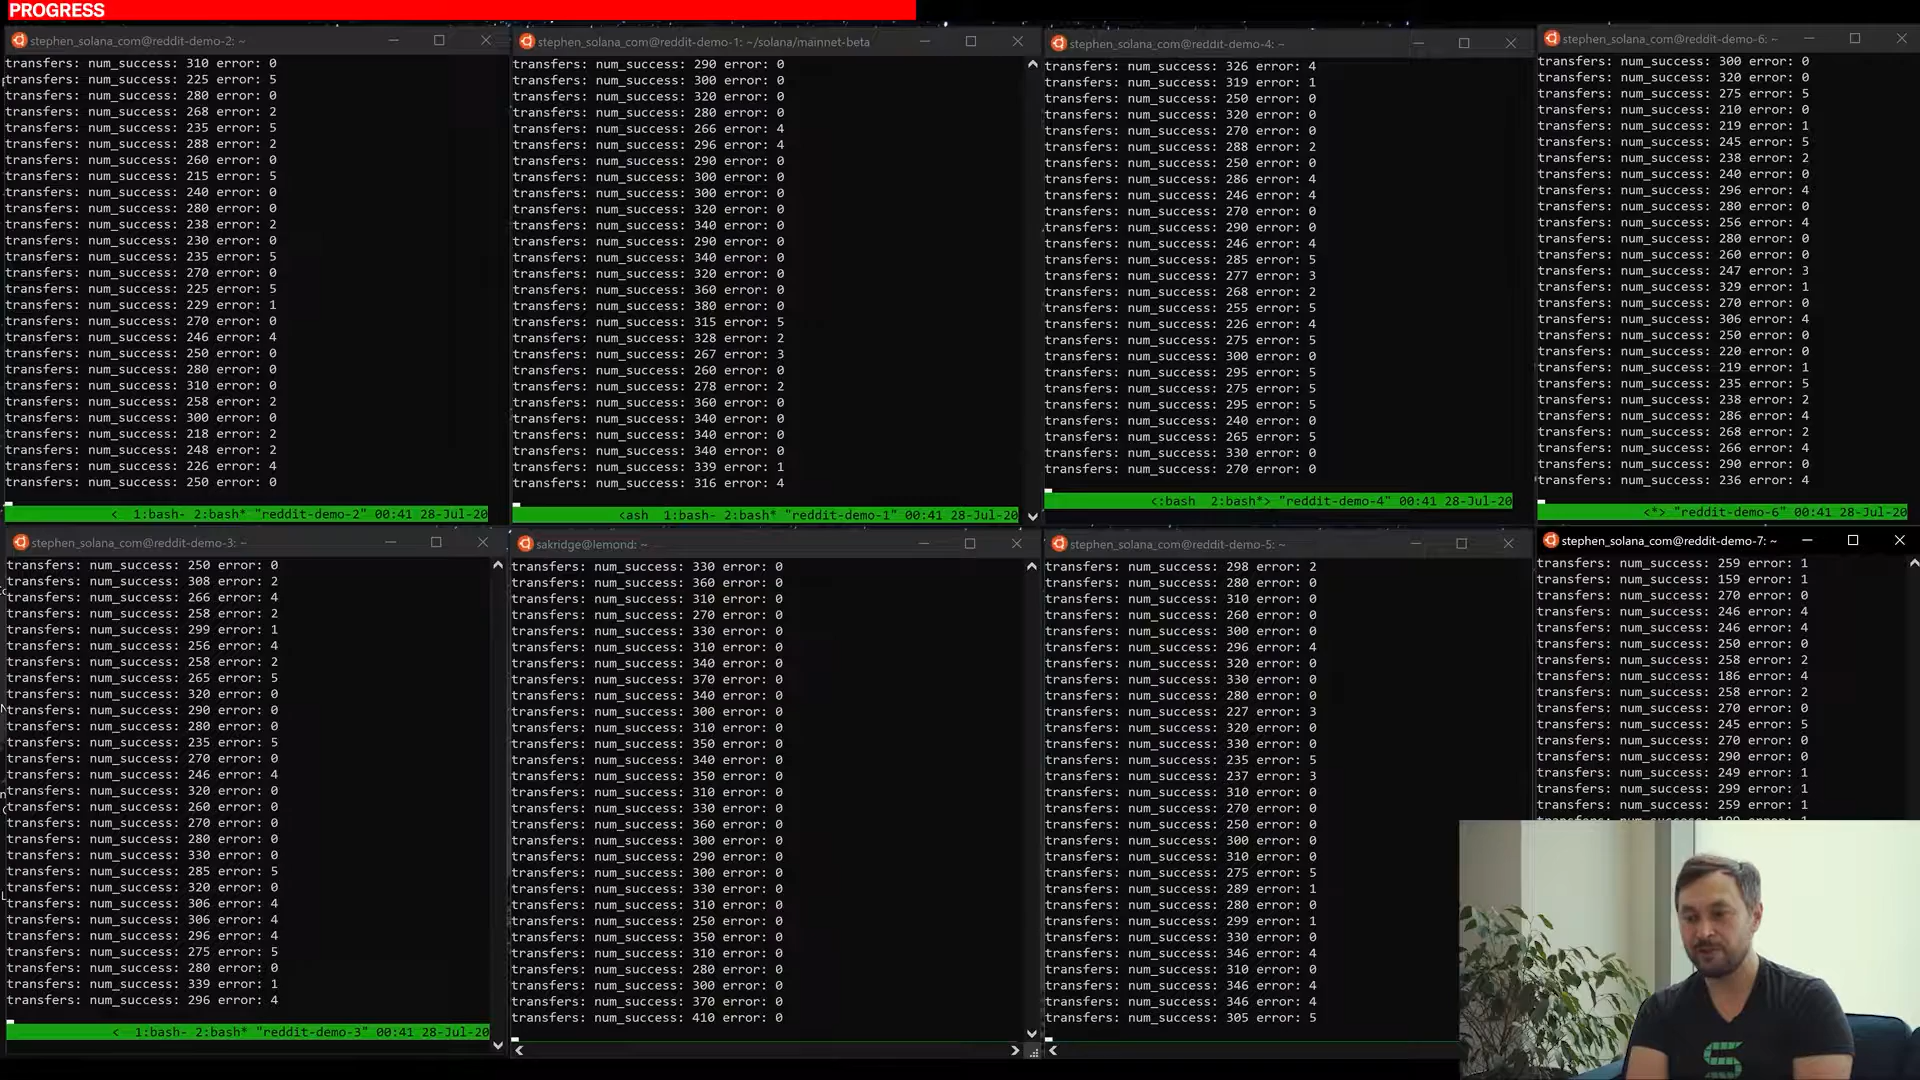 PROGRESS
stephen_solana_com@reddit-demo-2: ~
transfers: num_success: 310 error: 0
transfers: num_success: 225 error: 5
transfers: num_success: 280 error: 0
transfers: num_success: 268 error: 2
transfers: num_success: 235 error: 5
transfers: num_success: 288 error: 2
transfers: num_success: 260 error: 0
transfers: num_success: 215 error: 5
transfers: num_success: 240 error: 0
transfers: num_success: 280 error: 0
transfers: num_success: 238 error: 2
transfers: num_success: 230 error: 0
transfers: num_success: 235 error: 5
transfers: num_success: 270 error: 0
transfers: num_success: 225 error: 5
transfers: num_success: 229 error: 1
transfers: num_success: 270 error: 0
transfers: num_success: 246 error: 4
transfers: num_success: 250 error: 0
transfers: num_success: 280 error: 0
transfers: num_success: 310 error: 0
transfers: num_success: 258 error: 2
transfers: num_success: 300 error: 0
transfers: num_success: 218 error: 2
transfers: num_success: 248 error: 2
transfers: num_success: 226 error: 4
transfers: num_success: 250 error: 0
< 1:bash- 2:bash* "reddit-demo-2" 00:41 28-Jul-20
stephen_solana_com@reddit-demo-1: ~/solana/mainnet-beta
transfers: num_success: 290 error: 0
transfers: num_success: 300 error: 0
transfers: num_success: 320 error: 0
transfers: num_success: 280 error: 0
transfers: num_success: 266 error: 4
transfers: num_success: 296 error: 4
transfers: num_success: 290 error: 0
transfers: num_success: 300 error: 0
transfers: num_success: 300 error: 0
transfers: num_success: 320 error: 0
transfers: num_success: 340 error: 0
transfers: num_success: 290 error: 0
transfers: num_success: 340 error: 0
transfers: num_success: 320 error: 0
transfers: num_success: 360 error: 0
transfers: num_success: 380 error: 0
transfers: num_success: 315 error: 5
transfers: num_success: 328 error: 2
transfers: num_success: 267 error: 3
transfers: num_success: 260 error: 0
transfers: num_success: 278 error: 2
transfers: num_success: 360 error: 0
transfers: num_success: 340 error: 0
transfers: num_success: 340 error: 0
transfers: num_success: 340 error: 0
transfers: num_success: 339 error: 1
transfers: num_success: 316 error: 4
<ash 1:bash- 2:bash* "reddit-demo-1" 00:41 28-Jul-20
stephen_solana_com@reddit-demo-4: ~
transfers: num_success: 326 error: 4
transfers: num_success: 319 error: 1
transfers: num_success: 250 error: 0
transfers: num_success: 320 error: 0
transfers: num_success: 270 error: 0
transfers: num_success: 288 error: 2
transfers: num_success: 250 error: 0
transfers: num_success: 286 error: 4
transfers: num_success: 246 error: 4
transfers: num_success: 270 error: 0
transfers: num_success: 290 error: 0
transfers: num_success: 246 error: 4
transfers: num_success: 285 error: 5
transfers: num_success: 277 error: 3
transfers: num_success: 268 error: 2
transfers: num_success: 255 error: 5
transfers: num_success: 226 error: 4
transfers: num_success: 275 error: 5
transfers: num_success: 300 error: 0
transfers: num_success: 295 error: 5
transfers: num_success: 275 error: 5
transfers: num_success: 295 error: 5
transfers: num_success: 240 error: 0
transfers: num_success: 265 error: 5
transfers: num_success: 330 error: 0
transfers: num_success: 270 error: 0
<:bash 2:bash*> "reddit-demo-4" 00:41 28-Jul-20
stephen_solana_com@reddit-demo-6: ~
transfers: num_success: 300 error: 0
transfers: num_success: 320 error: 0
transfers: num_success: 275 error: 5
transfers: num_success: 210 error: 0
transfers: num_success: 219 error: 1
transfers: num_success: 245 error: 5
transfers: num_success: 238 error: 2
transfers: num_success: 240 error: 0
transfers: num_success: 296 error: 4
transfers: num_success: 280 error: 0
transfers: num_success: 256 error: 4
transfers: num_success: 280 error: 0
transfers: num_success: 260 error: 0
transfers: num_success: 247 error: 3
transfers: num_success: 329 error: 1
transfers: num_success: 270 error: 0
transfers: num_success: 306 error: 4
transfers: num_success: 250 error: 0
transfers: num_success: 220 error: 0
transfers: num_success: 219 error: 1
transfers: num_success: 235 error: 5
transfers: num_success: 238 error: 2
transfers: num_success: 286 error: 4
transfers: num_success: 268 error: 2
transfers: num_success: 266 error: 4
transfers: num_success: 290 error: 0
transfers: num_success: 236 error: 4
<*> "reddit-demo-6" 00:41 28-Jul-20
stephen_solana_com@reddit-demo-3: ~
transfers: num_success: 250 error: 0
transfers: num_success: 308 error: 2
transfers: num_success: 266 error: 4
transfers: num_success: 258 error: 2
transfers: num_success: 299 error: 1
transfers: num_success: 256 error: 4
transfers: num_success: 258 error: 2
transfers: num_success: 265 error: 5
transfers: num_success: 320 error: 0
transfers: num_success: 290 error: 0
transfers: num_success: 280 error: 0
transfers: num_success: 235 error: 5
transfers: num_success: 270 error: 0
transfers: num_success: 246 error: 4
transfers: num_success: 320 error: 0
transfers: num_success: 260 error: 0
transfers: num_success: 270 error: 0
transfers: num_success: 280 error: 0
transfers: num_success: 330 error: 0
transfers: num_success: 285 error: 5
transfers: num_success: 320 error: 0
transfers: num_success: 306 error: 4
transfers: num_success: 306 error: 4
transfers: num_success: 296 error: 4
transfers: num_success: 275 error: 5
transfers: num_success: 280 error: 0
transfers: num_success: 339 error: 1
transfers: num_success: 296 error: 4
< 1:bash- 2:bash* "reddit-demo-3" 00:41 28-Jul-20
sakridge@lemond: ~
transfers: num_success: 330 error: 0
transfers: num_success: 360 error: 0
transfers: num_success: 310 error: 0
transfers: num_success: 270 error: 0
transfers: num_success: 330 error: 0
transfers: num_success: 310 error: 0
transfers: num_success: 340 error: 0
transfers: num_success: 370 error: 0
transfers: num_success: 340 error: 0
transfers: num_success: 300 error: 0
transfers: num_success: 310 error: 0
transfers: num_success: 350 error: 0
transfers: num_success: 340 error: 0
transfers: num_success: 350 error: 0
transfers: num_success: 310 error: 0
transfers: num_success: 330 error: 0
transfers: num_success: 360 error: 0
transfers: num_success: 300 error: 0
transfers: num_success: 290 error: 0
transfers: num_success: 300 error: 0
transfers: num_success: 330 error: 0
transfers: num_success: 310 error: 0
transfers: num_success: 250 error: 0
transfers: num_success: 350 error: 0
transfers: num_success: 310 error: 0
transfers: num_success: 280 error: 0
transfers: num_success: 300 error: 0
transfers: num_success: 370 error: 0
transfers: num_success: 410 error: 0
stephen_solana_com@reddit-demo-5: ~
transfers: num_success: 298 error: 2
transfers: num_success: 280 error: 0
transfers: num_success: 310 error: 0
transfers: num_success: 260 error: 0
transfers: num_success: 300 error: 0
transfers: num_success: 296 error: 4
transfers: num_success: 320 error: 0
transfers: num_success: 330 error: 0
transfers: num_success: 280 error: 0
transfers: num_success: 227 error: 3
transfers: num_success: 320 error: 0
transfers: num_success: 330 error: 0
transfers: num_success: 235 error: 5
transfers: num_success: 237 error: 3
transfers: num_success: 310 error: 0
transfers: num_success: 270 error: 0
transfers: num_success: 250 error: 0
transfers: num_success: 300 error: 0
transfers: num_success: 310 error: 0
transfers: num_success: 275 error: 5
transfers: num_success: 289 error: 1
transfers: num_success: 280 error: 0
transfers: num_success: 299 error: 1
transfers: num_success: 330 error: 0
transfers: num_success: 346 error: 4
transfers: num_success: 310 error: 0
transfers: num_success: 346 error: 4
transfers: num_success: 346 error: 4
transfers: num_success: 305 error: 5
stephen_solana_com@reddit-demo-7: ~
transfers: num_success: 259 error: 1
transfers: num_success: 159 error: 1
transfers: num_success: 270 error: 0
transfers: num_success: 246 error: 4
transfers: num_success: 246 error: 4
transfers: num_success: 250 error: 0
transfers: num_success: 258 error: 2
transfers: num_success: 186 error: 4
transfers: num_success: 258 error: 2
transfers: num_success: 270 error: 0
transfers: num_success: 245 error: 5
transfers: num_success: 270 error: 0
transfers: num_success: 290 error: 0
transfers: num_success: 249 error: 1
transfers: num_success: 299 error: 1
transfers: num_success: 259 error: 1